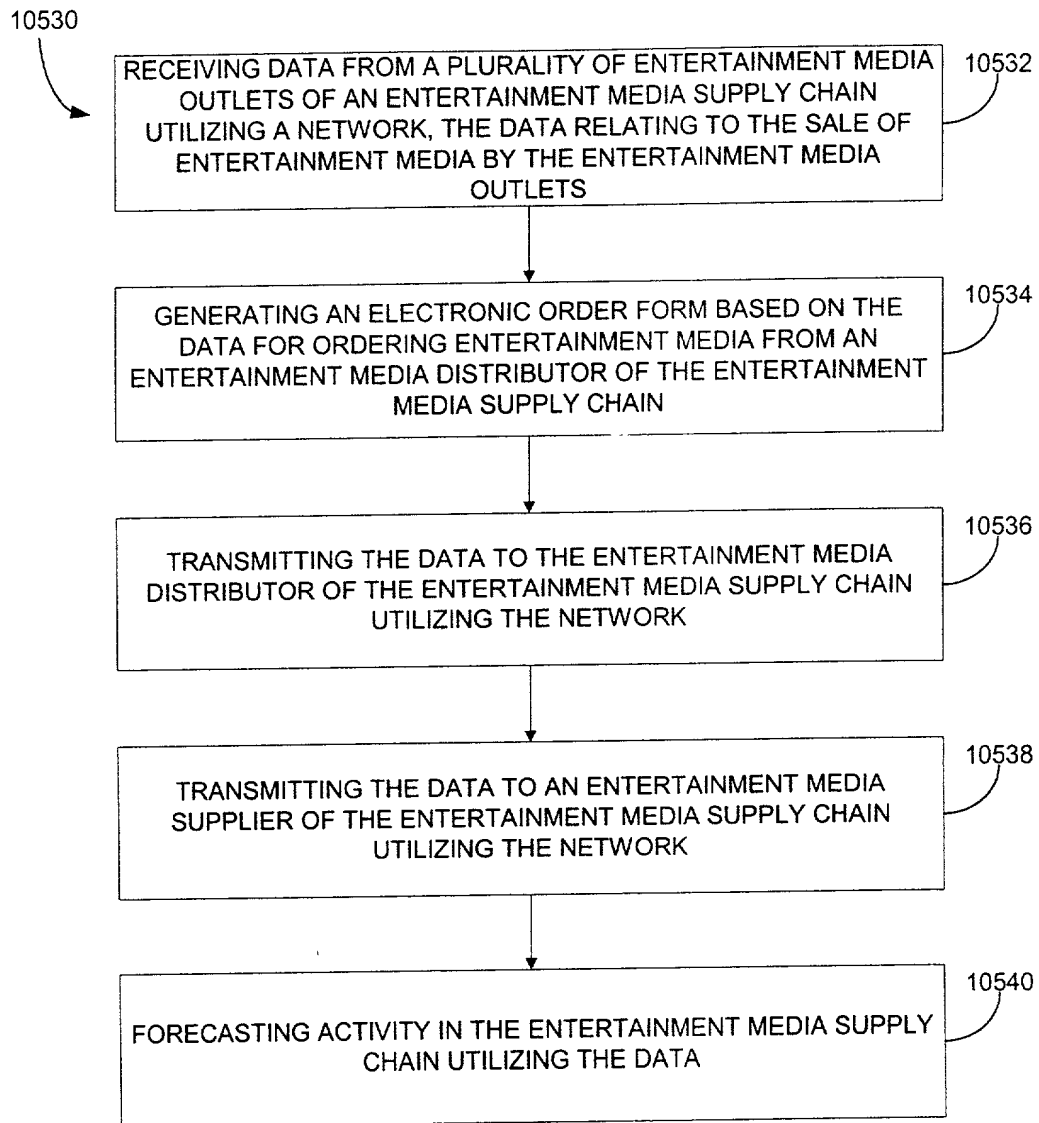 10530
RECEIVING DATA FROM A PLURALITY OF ENTERTAINMENT MEDIA
OUTLETS OF AN ENTERTAINMENT MEDIA SUPPLY CHAIN
UTILIZING A NETWORK, THE DATA RELATING TO THE SALE OF
ENTERTAINMENT MEDIA BY THE ENTERTAINMENT MEDIA
OUTLETS
10532
GENERATING AN ELECTRONIC ORDER FORM BASED ON THE
DATA FOR ORDERING ENTERTAINMENT MEDIA FROM AN
ENTERTAINMENT MEDIA DISTRIBUTOR OF THE ENTERTAINMENT
MEDIA SUPPLY CHAIN
10534
TRANSMITTING THE DATA TO THE ENTERTAINMENT MEDIA
DISTRIBUTOR OF THE ENTERTAINMENT MEDIA SUPPLY CHAIN
UTILIZING THE NETWORK
10536
TRANSMITTING THE DATA TO AN ENTERTAINMENT MEDIA
SUPPLIER OF THE ENTERTAINMENT MEDIA SUPPLY CHAIN
UTILIZING THE NETWORK
10538
FORECASTING ACTIVITY IN THE ENTERTAINMENT MEDIA SUPPLY
CHAIN UTILIZING THE DATA
10540